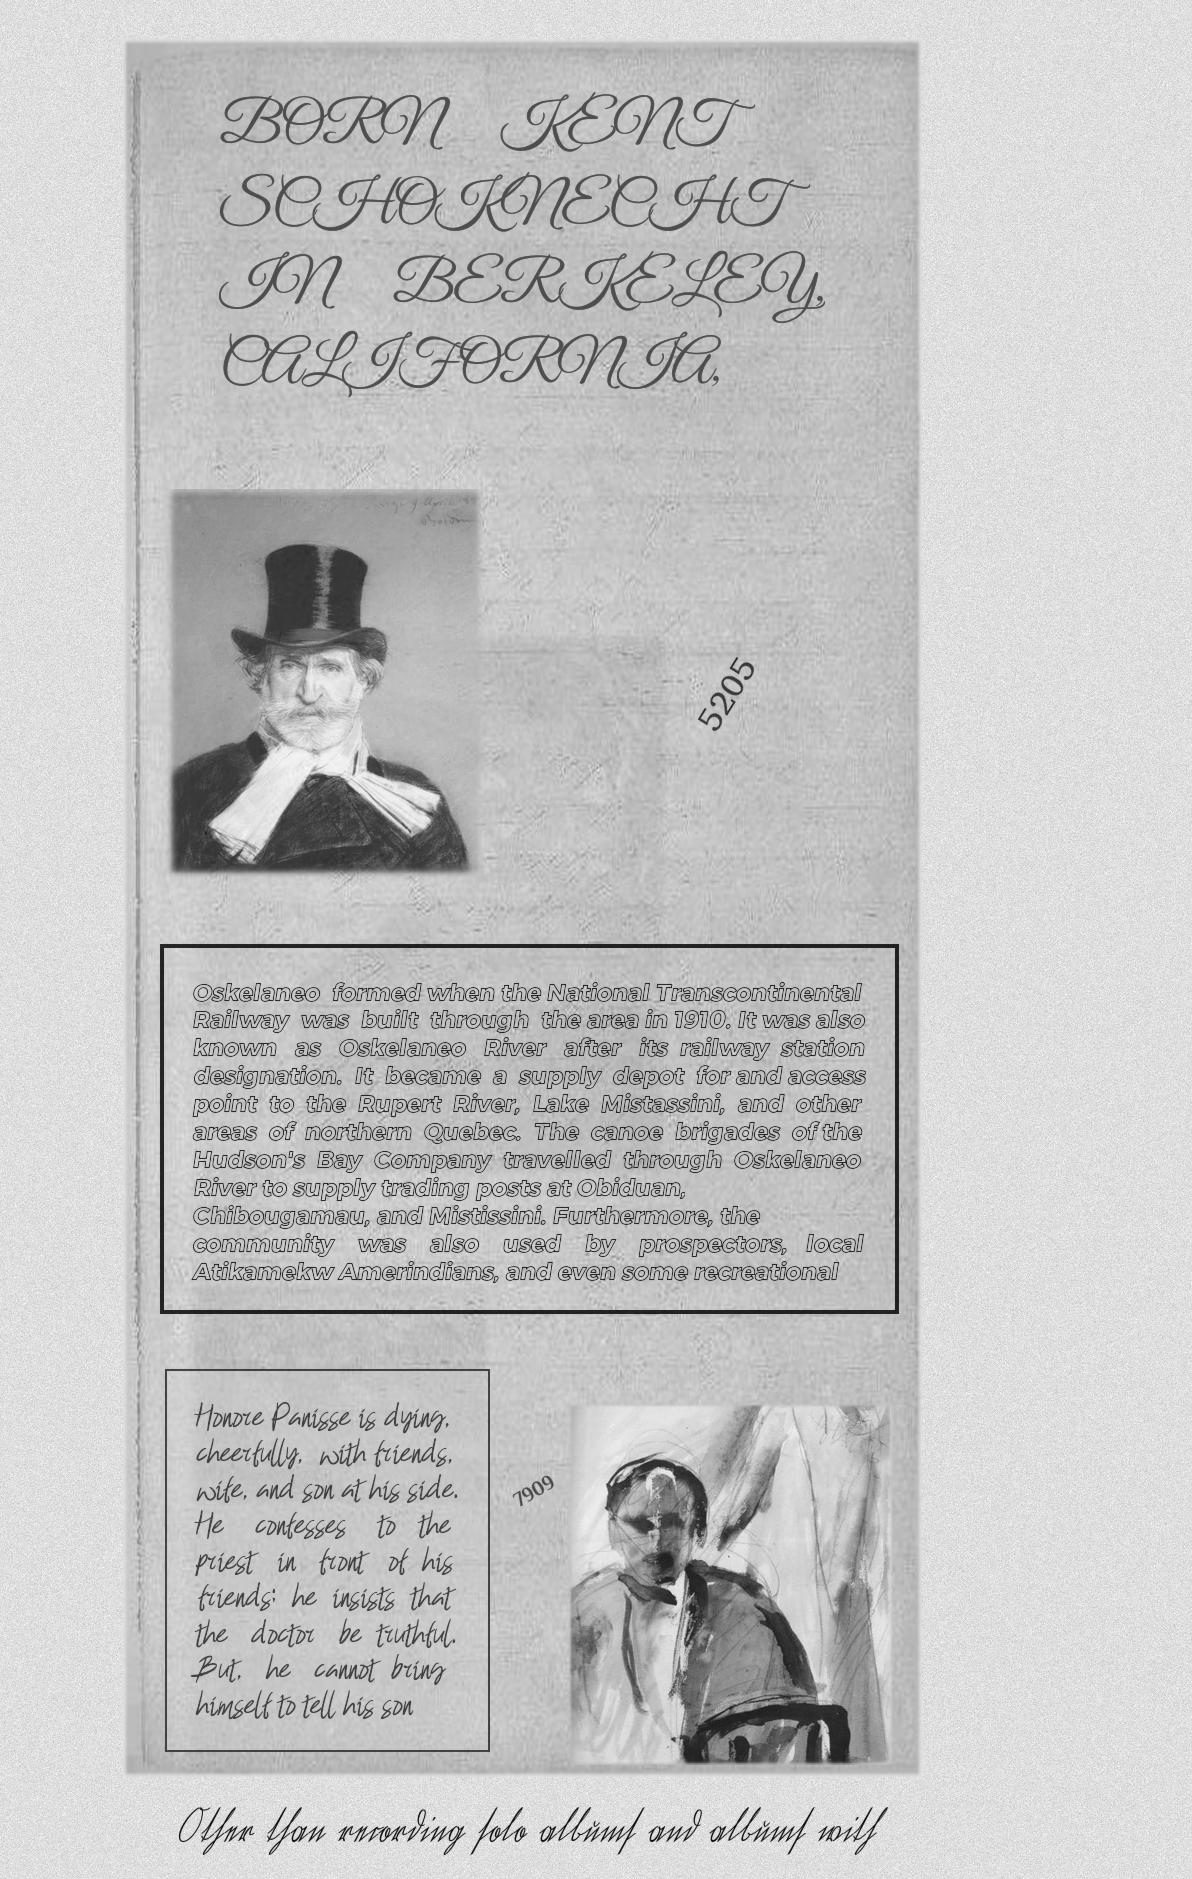 BORN KENT
SCHOKNECHT
IN BERKELEY,
CALIFORNIA,
5205
Oskelaneo formed when the National Transcontinental
Railway was built through the area in 1910. It was also
known as Oskelaneo River after its railway station
designation. It became a supply depot for and access
point to the Rupert River, Lake Mistassini, and other
areas of northern Quebec. The canoe brigades of the
Hudson's Bay Company travelled through Oskelaneo
River to supply trading posts at Obiduan,
Chibougamau, and Mistissini. Furthermore, the
community was also used by prospectors, local
Atikamekw Amerindians, and even some recreational
Honore Panisse is dying,
cheerfully, with friends,
wife, and son at his side.
He confesses to the
priest in front of his
friends; he insists that
the doctor be truthful.
But, he cannot bring
himself to tell his son
7909
Other than recording solo albums and albums with